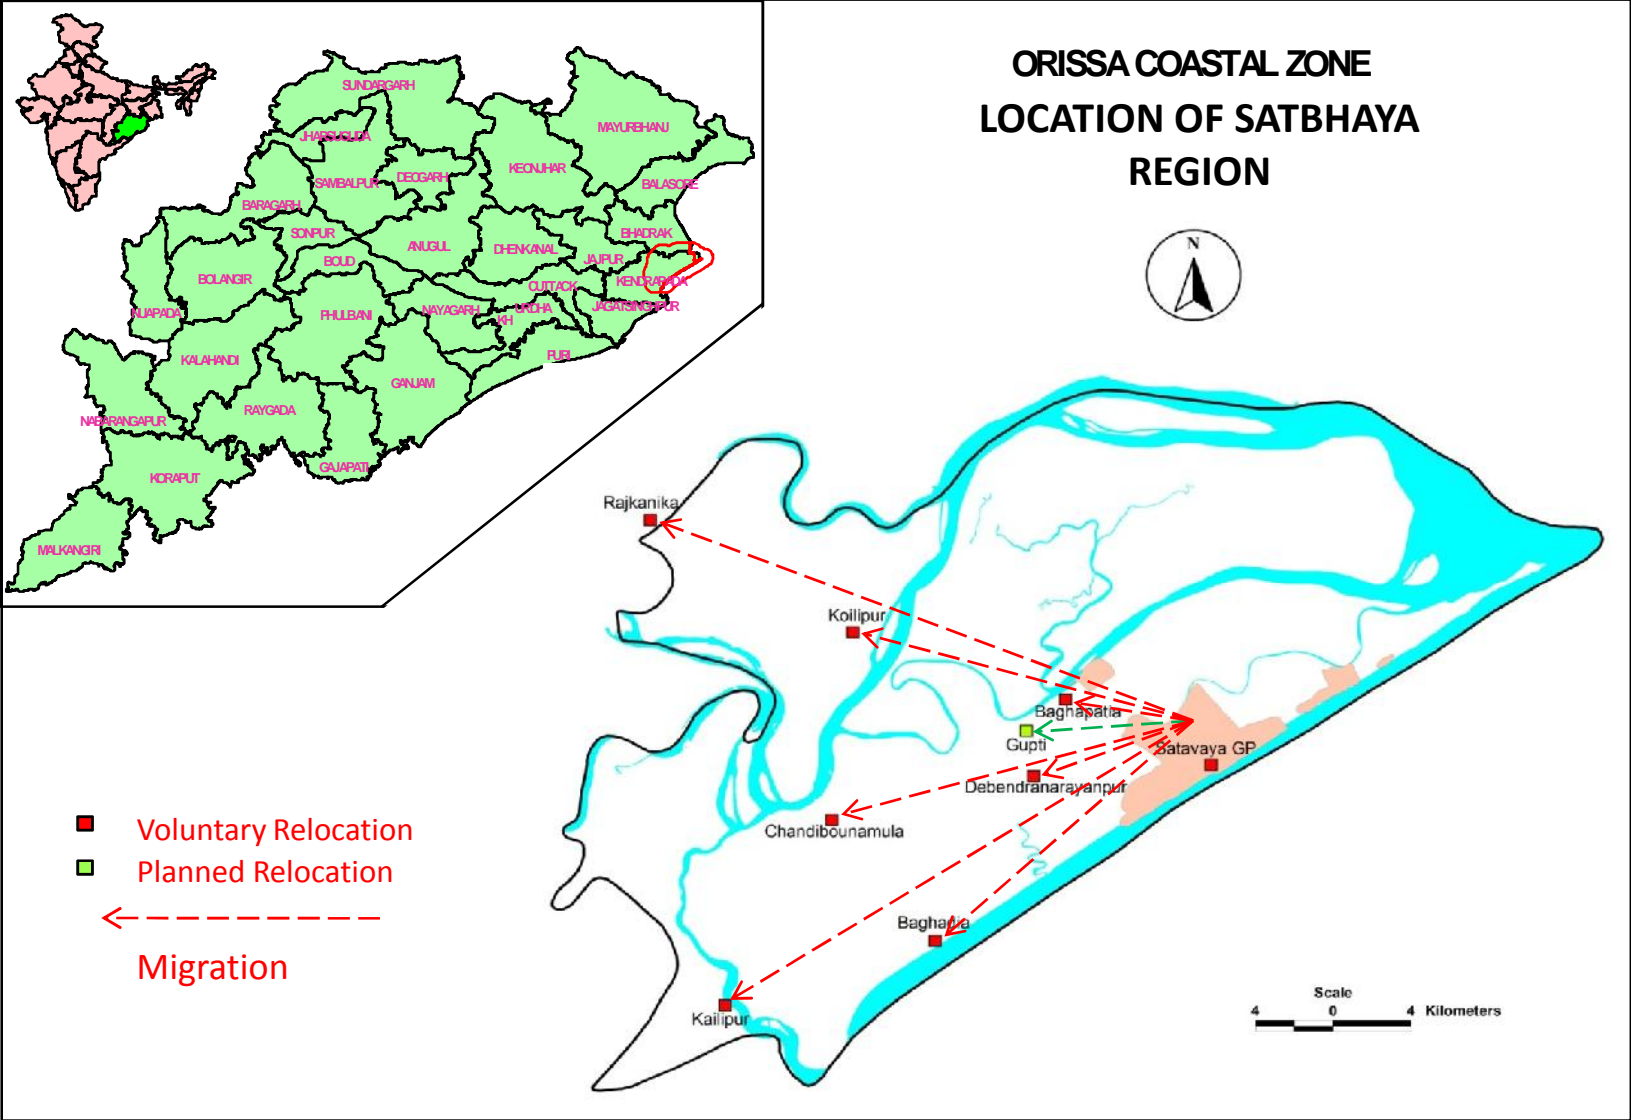 ORISSA COASTAL ZONE
LOCATION OF SATBHAYA
REGION
N
SUNDARGARH
JHARSUGUDA
MAYURBHANJ
KEONJHAR
SAMBALPUR
DEOGARH
BALASORE
BARAGARH
SONPUR
BHADRAK
ANUGUL
DHENKANAL
BOUD
JAJPUR
BOLANGIR
KENDRAPADA
CUTTACK
NUAPADA
PHULBANI
NAYAGARH
URDHA
KH
JAGATSINGHPUR
PURI
KALAHANDI
GANJAM
RAYGADA
NABARANGAPUR
GAJAPATI
KORAPUT
MALKANGIRI
Rajkanika
Koilipur
Baghapatia
Gupti
Satavaya GP
Debendranarayanpur
Chandibounamula
Baghadia
Kailipur
Voluntary Relocation
Planned Relocation
Migration
Scale
4 0 4 Kilometers